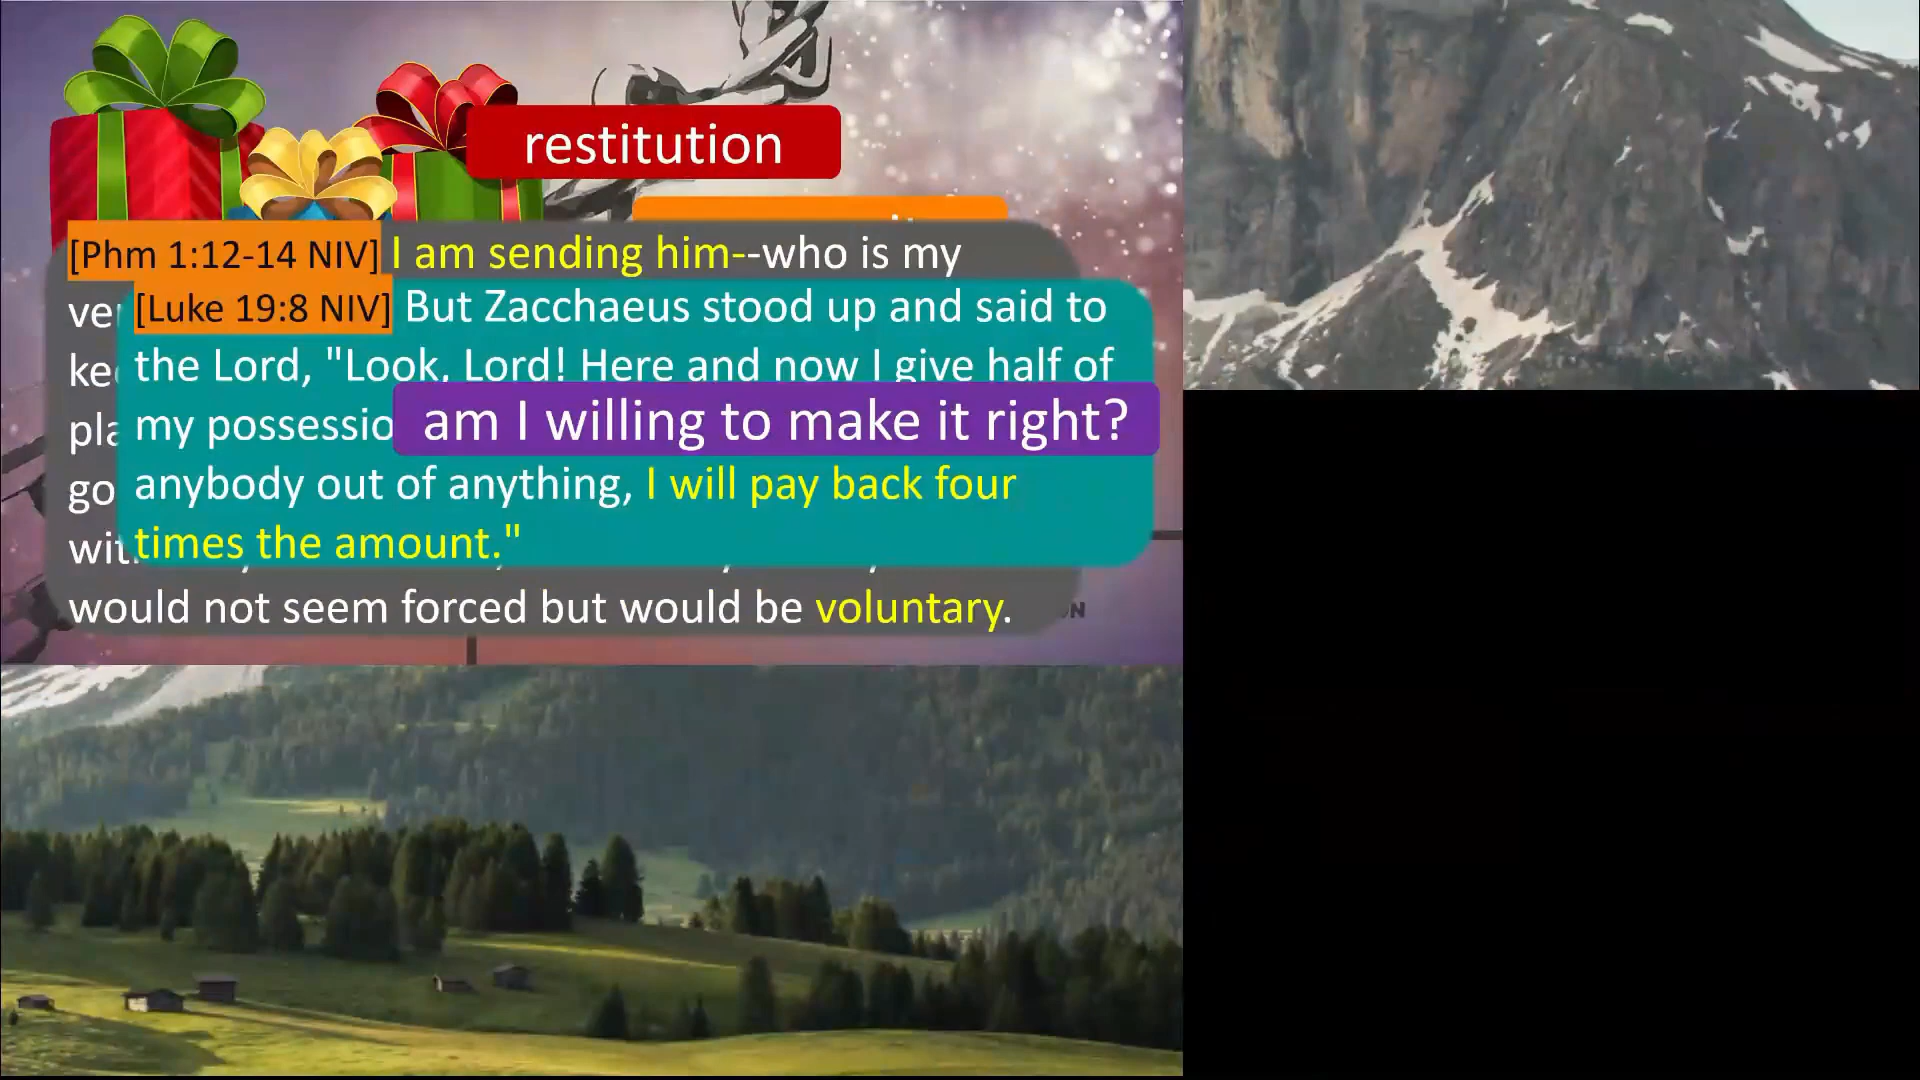 restitution
[Phm 1:12-14 NIV] I am sending him--who is my
[Luke 19:8 NIV] But Zacchaeus stood up and said to
the Lord, "Look, Lord! Here and now I give half of
my
am I willing to make it right?
anybody out of anything, I will pay back four
times the amount."
would not seem forced but would be voluntary.